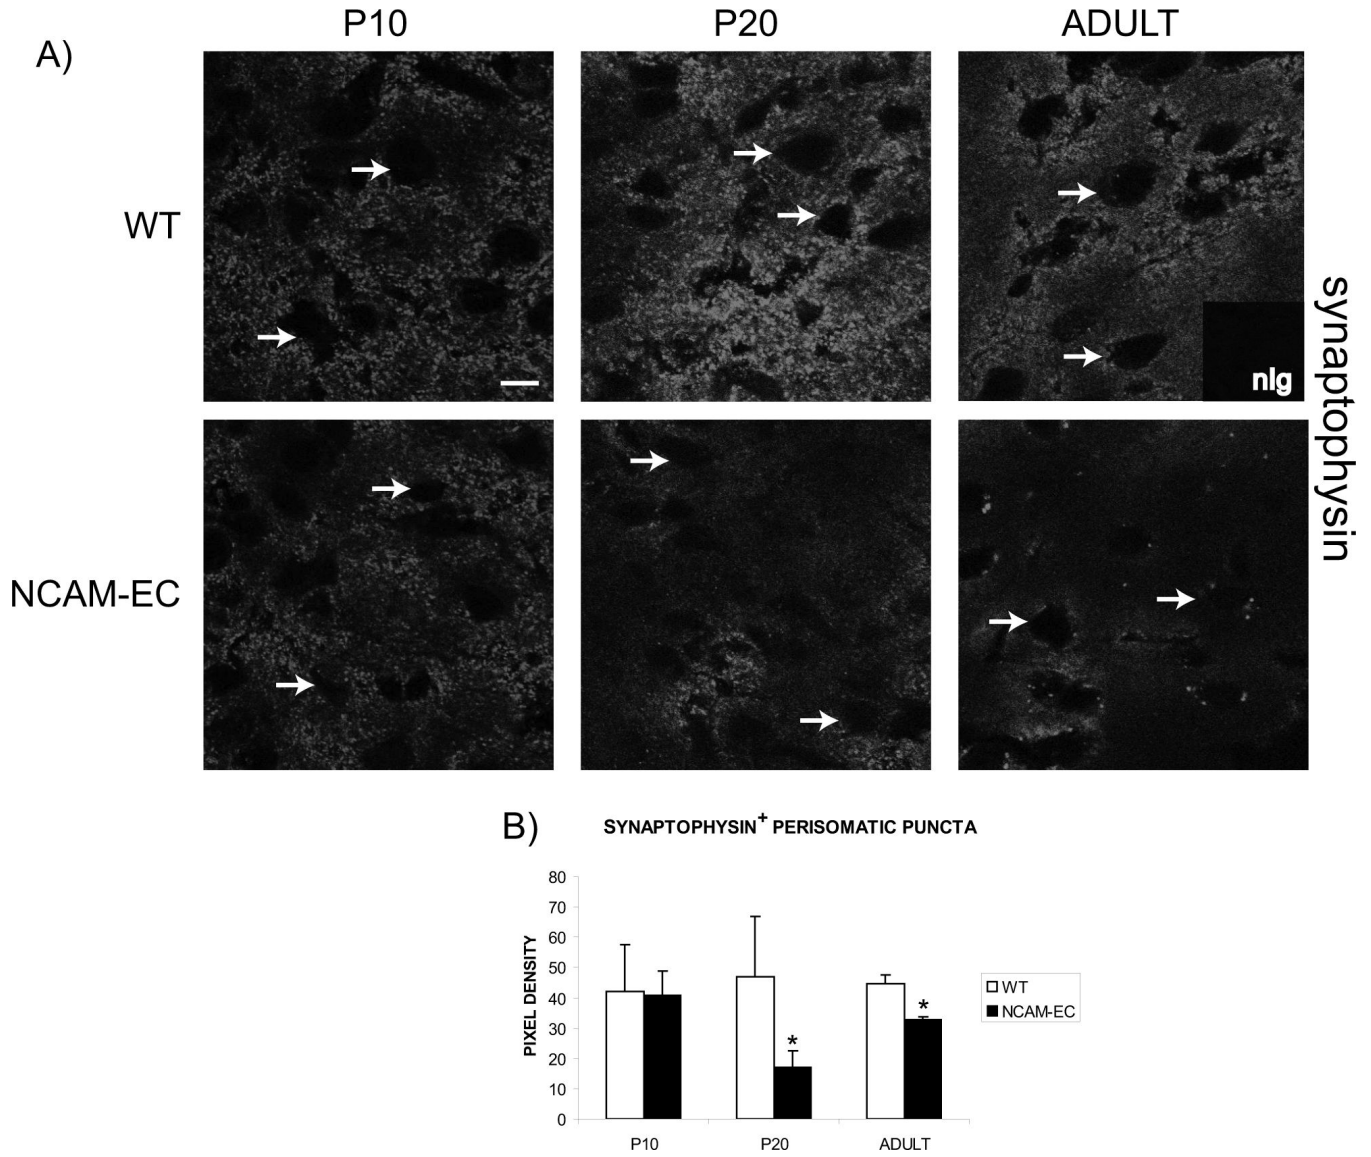 P10 P20 ADULT
A)
WT
nIg
synaptophysin
NCAM-EC
B) SYNAPTOPHYSIN+ PERISOMATIC PUNCTA
80
70
60
50
40
30
20
10
0
PIXEL DENSITY
*
*
WT
NCAM-EC
P10 P20 ADULT